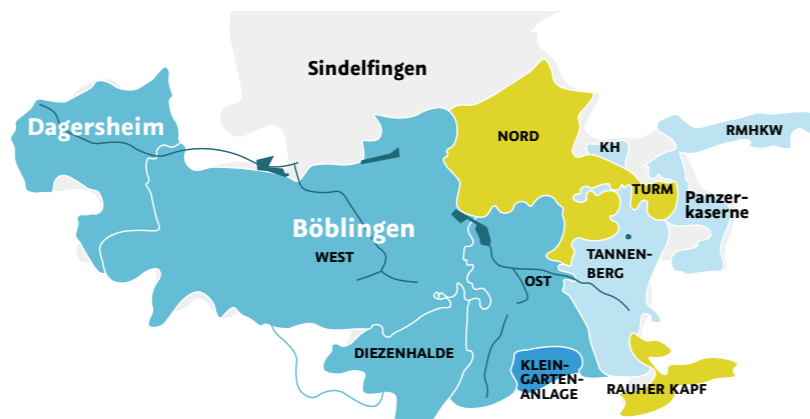 Sindelfingen
Dagersheim
NORD
KH
RMHKW
TURM
Panzer-
kaserne
Böblingen
WEST
TANNEN-
BERG
OST
DIEZENHALDE
KLEIN-
GARTEN-
ANLAGE
RAUHER KAPF